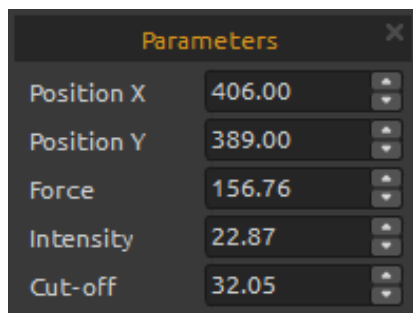 Parameters
Position X 406.00
Position Y 389.00
Force 156.76
Intensity 22.87
Cut-off 32.05